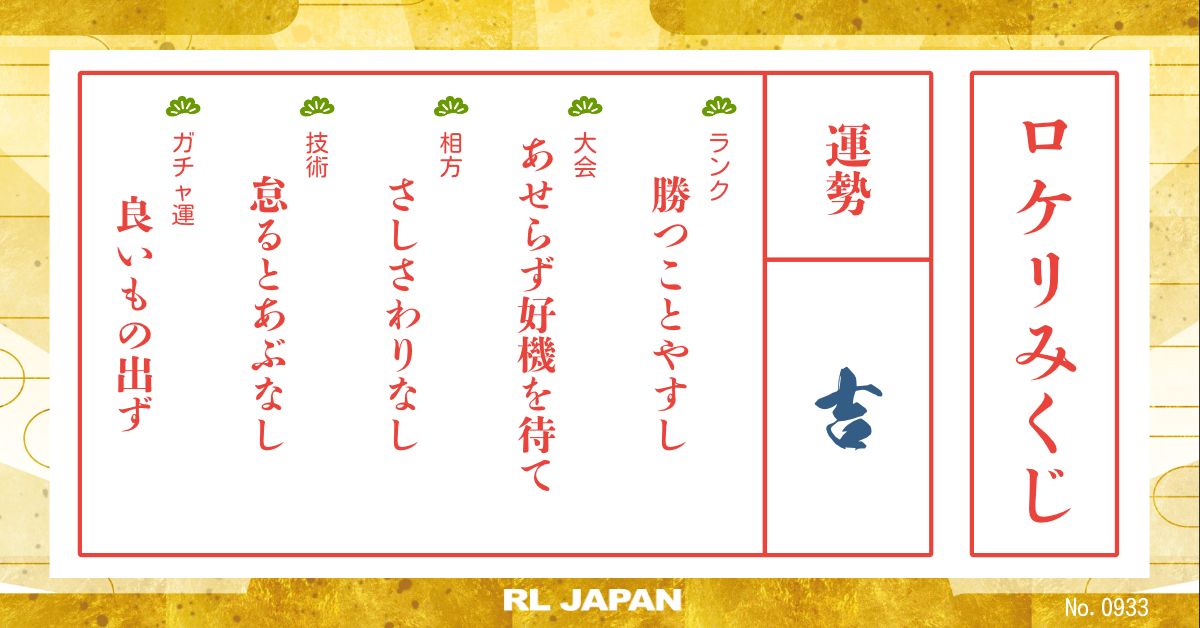 ロケリみくじ
運勢
吉
ランク
勝つことやすし
大会
あせらず好機を待て
相方
さしさわりなし
技術
怠るとあぶなし
ガチャ運
良いもの出ず
RL JAPAN
No. 0933